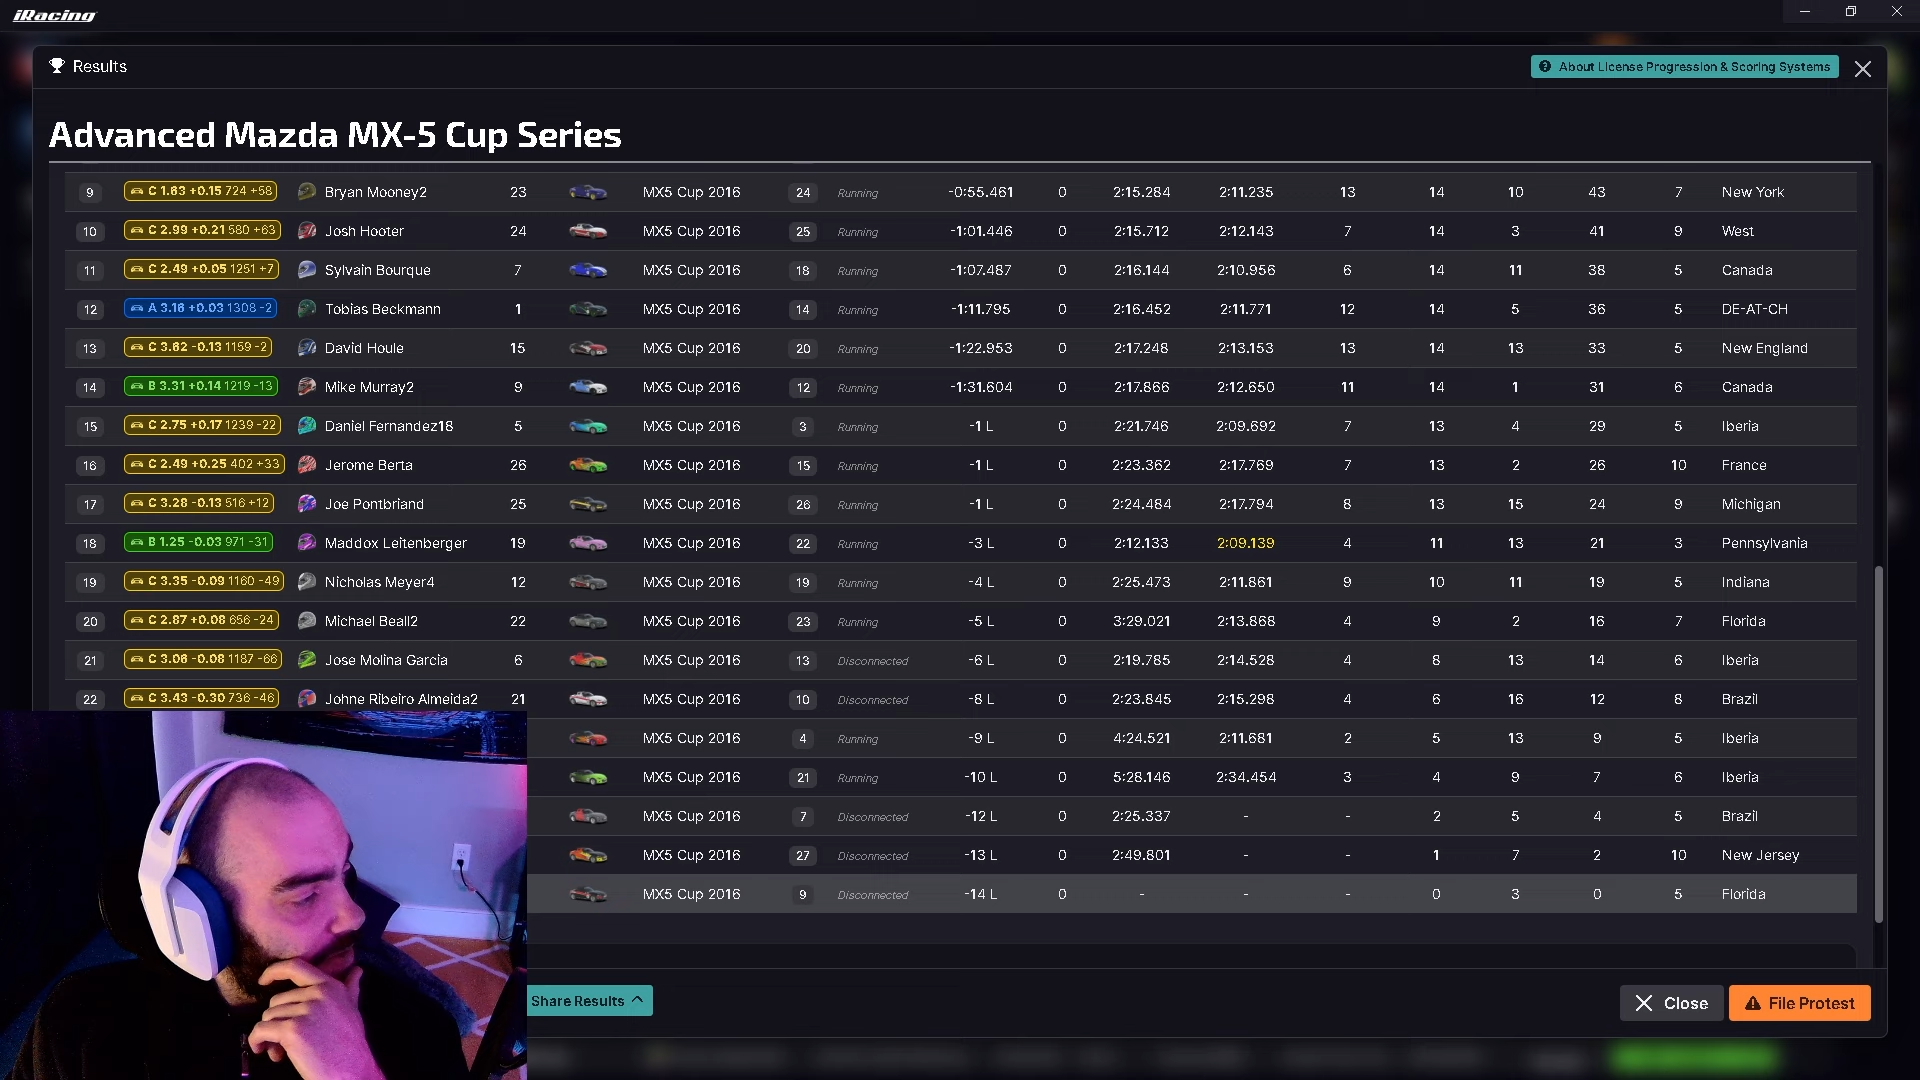 iRacing
Results
About License Progression & Scoring Systems
Advanced Mazda MX-5 Cup Series
9 C 1.63 +0.15 724 +58 Bryan Mooney2 23 MX5 Cup 2016 24 Running -0:55.461 0 2:15.284 2:11.235 13 14 10 43 7 New York
10 C 2.99 +0.21 580 +63 Josh Hooter 24 MX5 Cup 2016 25 Running -1:01.446 0 2:15.712 2:12.143 7 14 3 41 9 West
11 C 2.49 +0.05 1251 +7 Sylvain Bourque 7 MX5 Cup 2016 18 Running -1:07.487 0 2:16.144 2:10.956 6 14 11 38 5 Canada
12 A 3.16 +0.03 1308 -2 Tobias Beckmann 1 MX5 Cup 2016 14 Running -1:11.795 0 2:16.452 2:11.771 12 14 5 36 5 DE-AT-CH
13 C 3.62 -0.13 1159 -2 David Houle 15 MX5 Cup 2016 20 Running -1:22.953 0 2:17.248 2:13.153 13 14 13 33 5 New England
14 B 3.31 +0.14 1219 -13 Mike Murray2 9 MX5 Cup 2016 12 Running -1:31.604 0 2:17.866 2:12.650 11 14 1 31 6 Canada
15 C 2.75 +0.17 1239 -22 Daniel Fernandez18 5 MX5 Cup 2016 3 Running -1 L 0 2:21.746 2:09.692 7 13 4 29 5 Iberia
16 C 2.49 +0.25 402 +33 Jerome Berta 26 MX5 Cup 2016 15 Running -1 L 0 2:23.362 2:17.769 7 13 2 26 10 France
17 C 3.28 -0.13 516 +12 Joe Pontbriand 25 MX5 Cup 2016 26 Running -1 L 0 2:24.484 2:17.794 8 13 15 24 9 Michigan
18 B 1.25 -0.03 971 -31 Maddox Leitenberger 19 MX5 Cup 2016 22 Running -3 L 0 2:12.133 2:09.139 4 11 13 21 3 Pennsylvania
19 C 3.35 -0.09 1160 -49 Nicholas Meyer4 12 MX5 Cup 2016 19 Running -4 L 0 2:25.473 2:11.861 9 10 11 19 5 Indiana
20 C 2.87 +0.08 656 -24 Michael Beall2 22 MX5 Cup 2016 23 Running -5 L 0 3:29.021 2:13.868 4 9 2 16 7 Florida
21 C 3.06 -0.08 1187 -66 Jose Molina Garcia 6 MX5 Cup 2016 13 Disconnected -6 L 0 2:19.785 2:14.528 4 8 13 14 6 Iberia
22 C 3.43 -0.30 736 -46 Johne Ribeiro Almeida2 21 MX5 Cup 2016 10 Disconnected -8 L 0 2:23.845 2:15.298 4 6 16 12 8 Brazil
MX5 Cup 2016 4 Running -9 L 0 4:24.521 2:11.681 2 5 13 9 5 Iberia
MX5 Cup 2016 21 Running -10 L 0 5:28.146 2:34.454 3 4 9 7 6 Iberia
MX5 Cup 2016 7 Disconnected -12 L 0 2:25.337 - - 2 5 4 5 Brazil
MX5 Cup 2016 27 Disconnected -13 L 0 2:49.801 - - 1 7 2 10 New Jersey
MX5 Cup 2016 9 Disconnected -14 L 0 - - - 0 3 0 5 Florida
Share Results
Close
File Protest